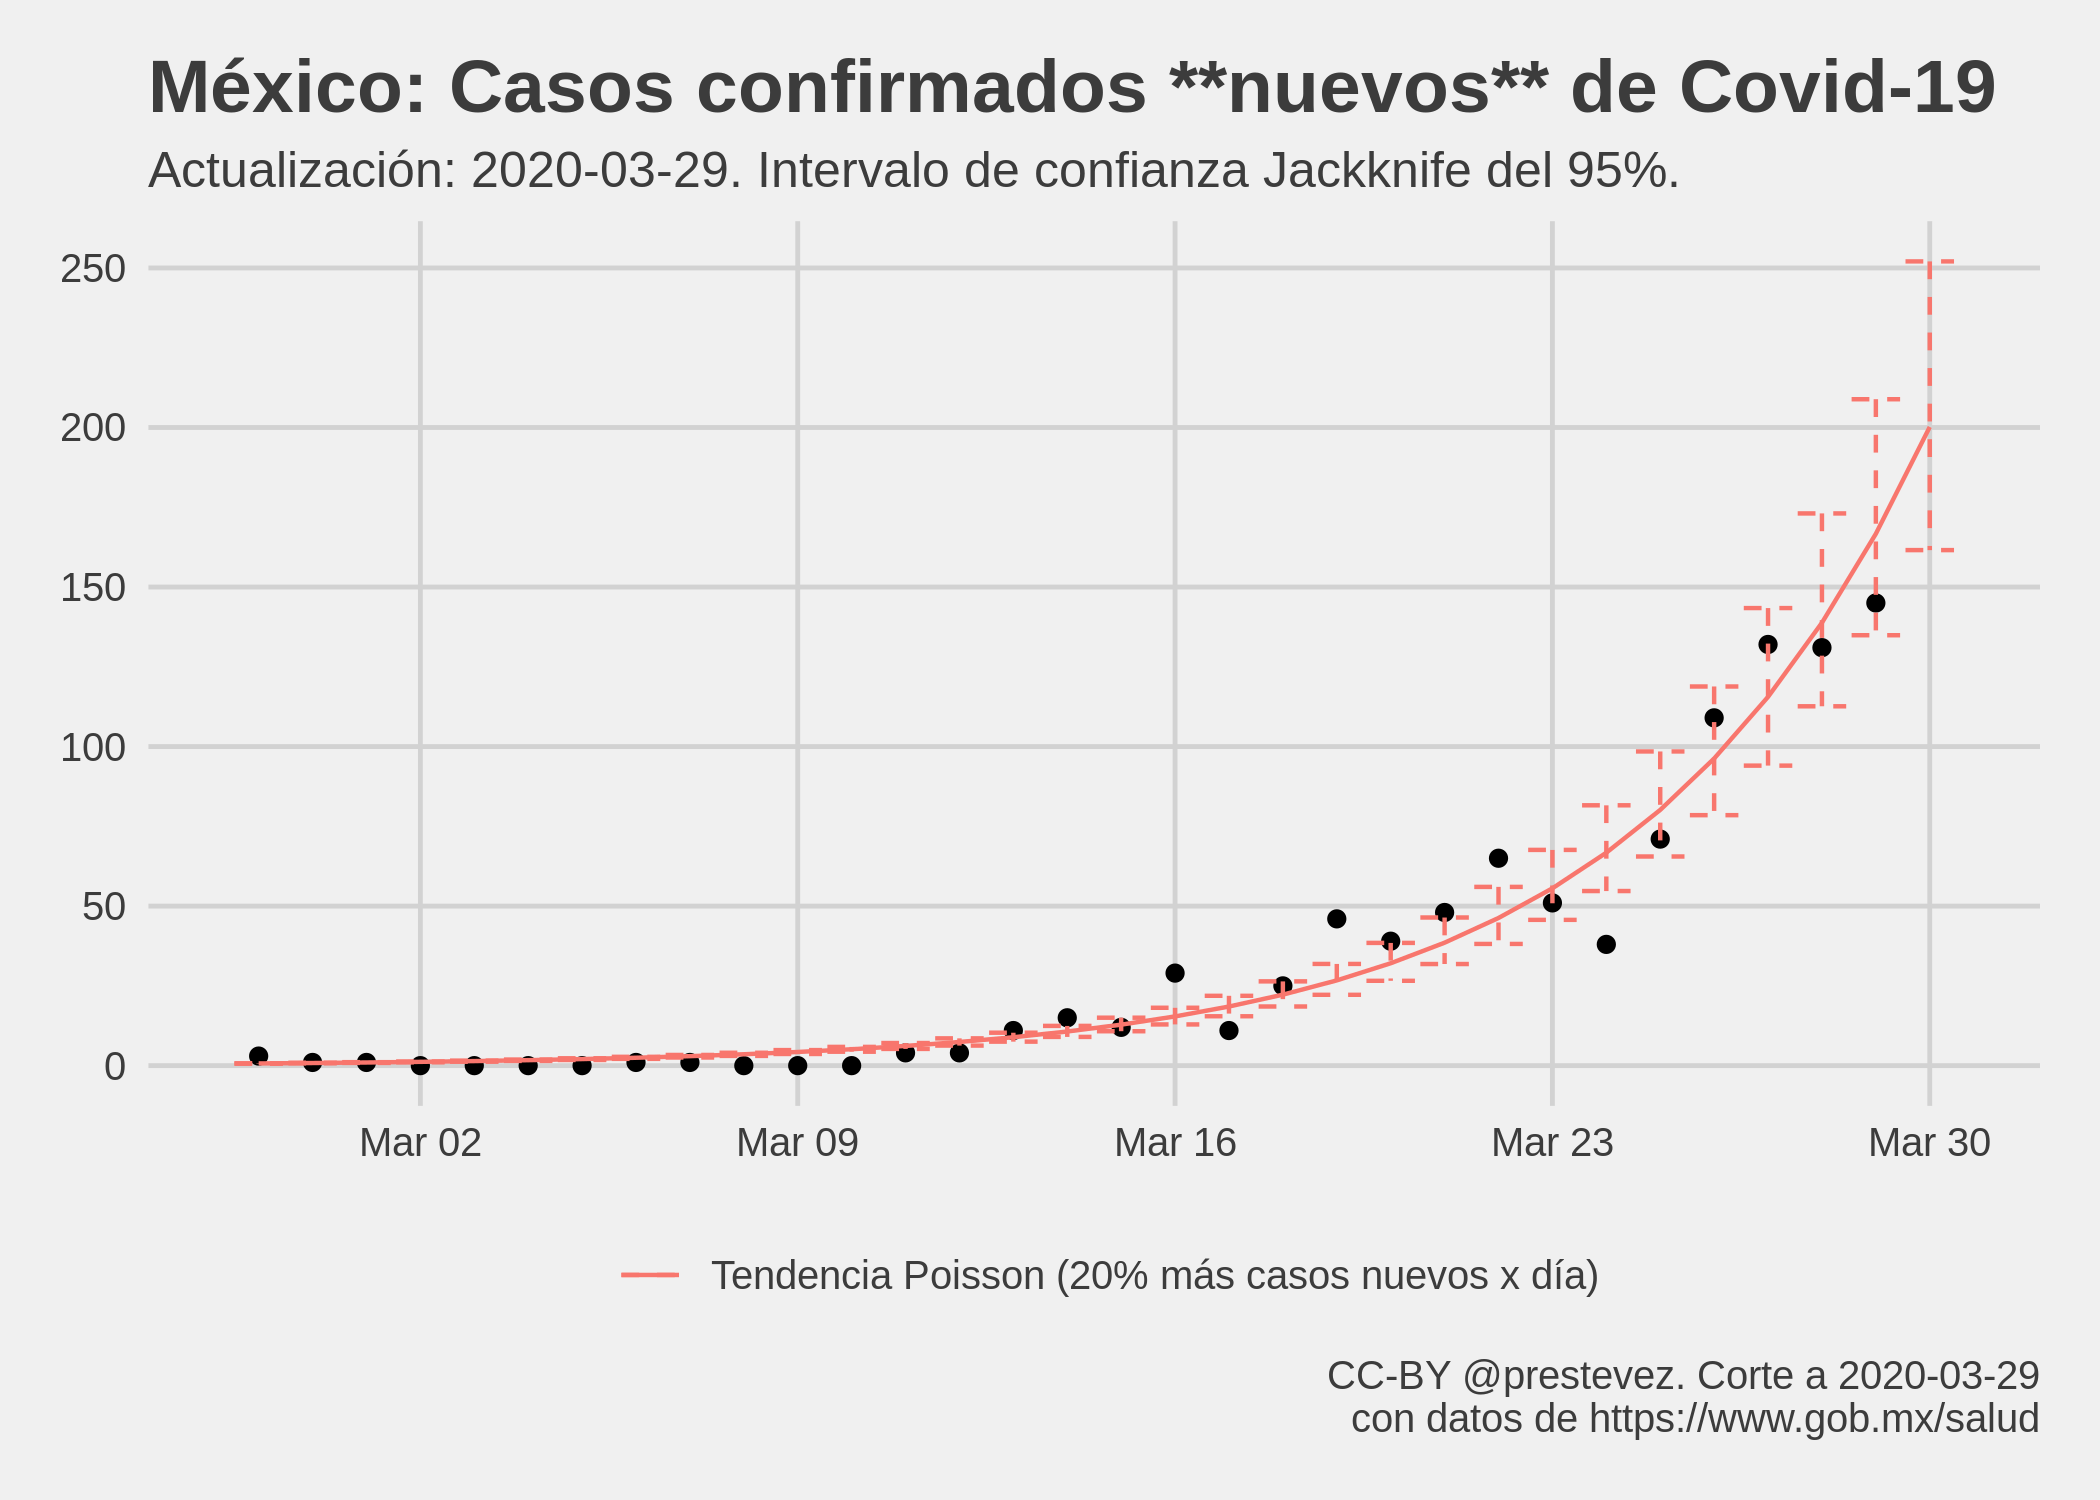 México: Casos confirmados **nuevos** de Covid-19
Actualización: 2020-03-29. Intervalo de confianza Jackknife del 95%.
250
200
150
100
50
0
Mar 02
Mar 09
Mar 16
Mar 23
Mar 30
Tendencia Poisson (20% más casos nuevos x día)
CC-BY @prestevez. Corte a 2020-03-29
con datos de https://www.gob.mx/salud